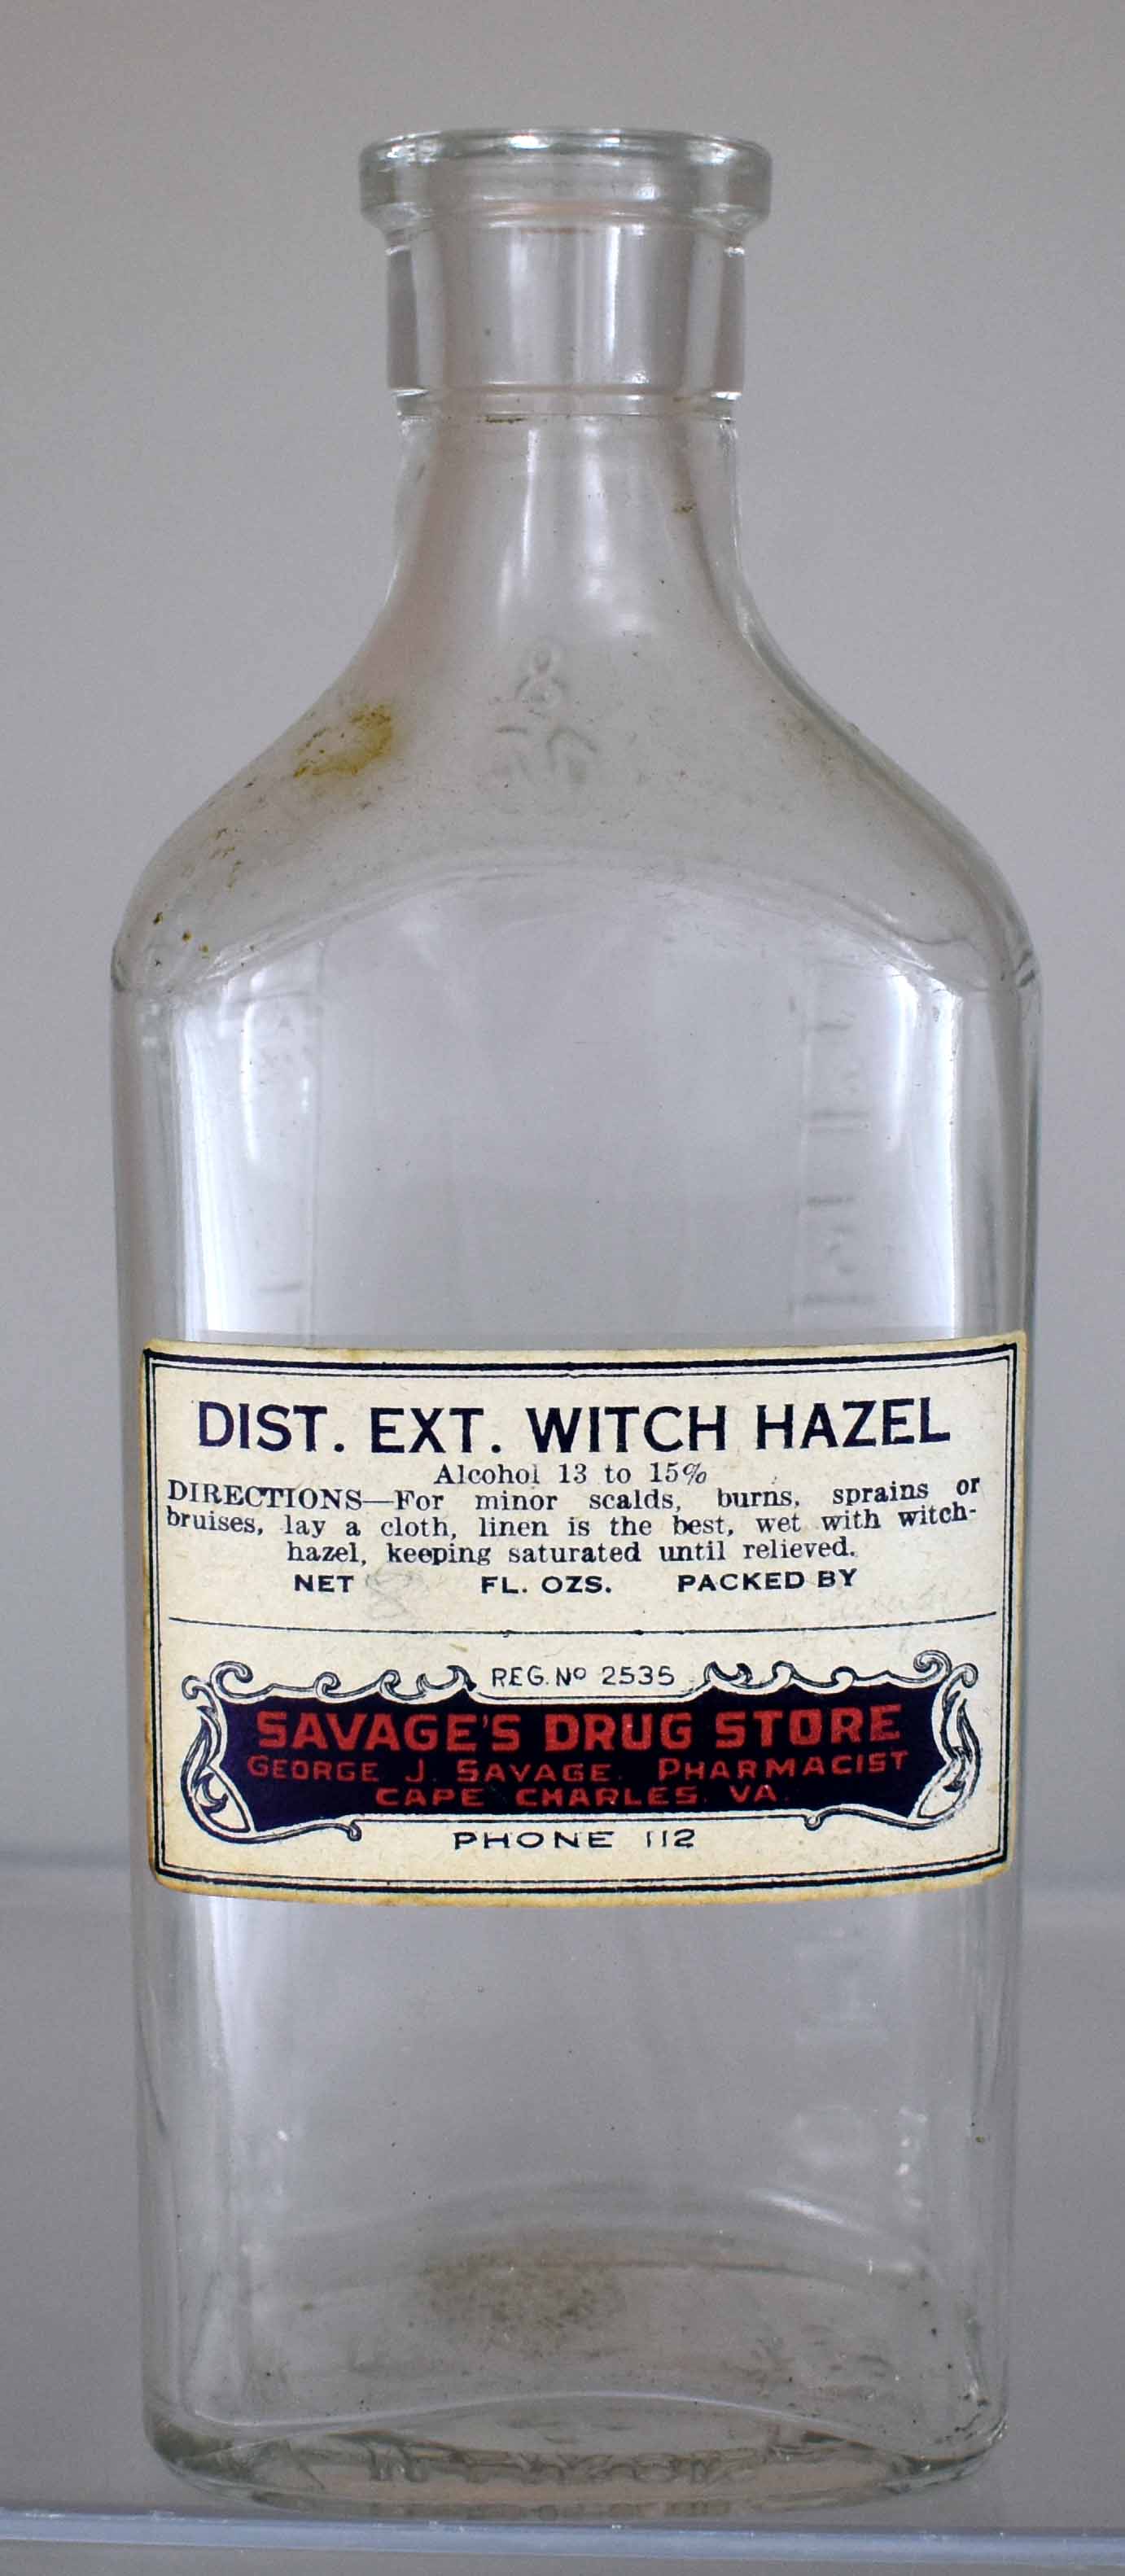 8
DIST. EXT. WITCH HAZEL
Alcohol 13 to 15%
DIRECTIONS—For minor scalds, burns, sprains or
bruises, lay a cloth, linen is the best, wet with witch-
hazel, keeping saturated until relieved.
NET 8 FL. OZS. PACKED BY
REG. No 2535
SAVAGE'S DRUG STORE
GEORGE J. SAVAGE. PHARMACIST
CAPE CHARLES. VA.
PHONE 112